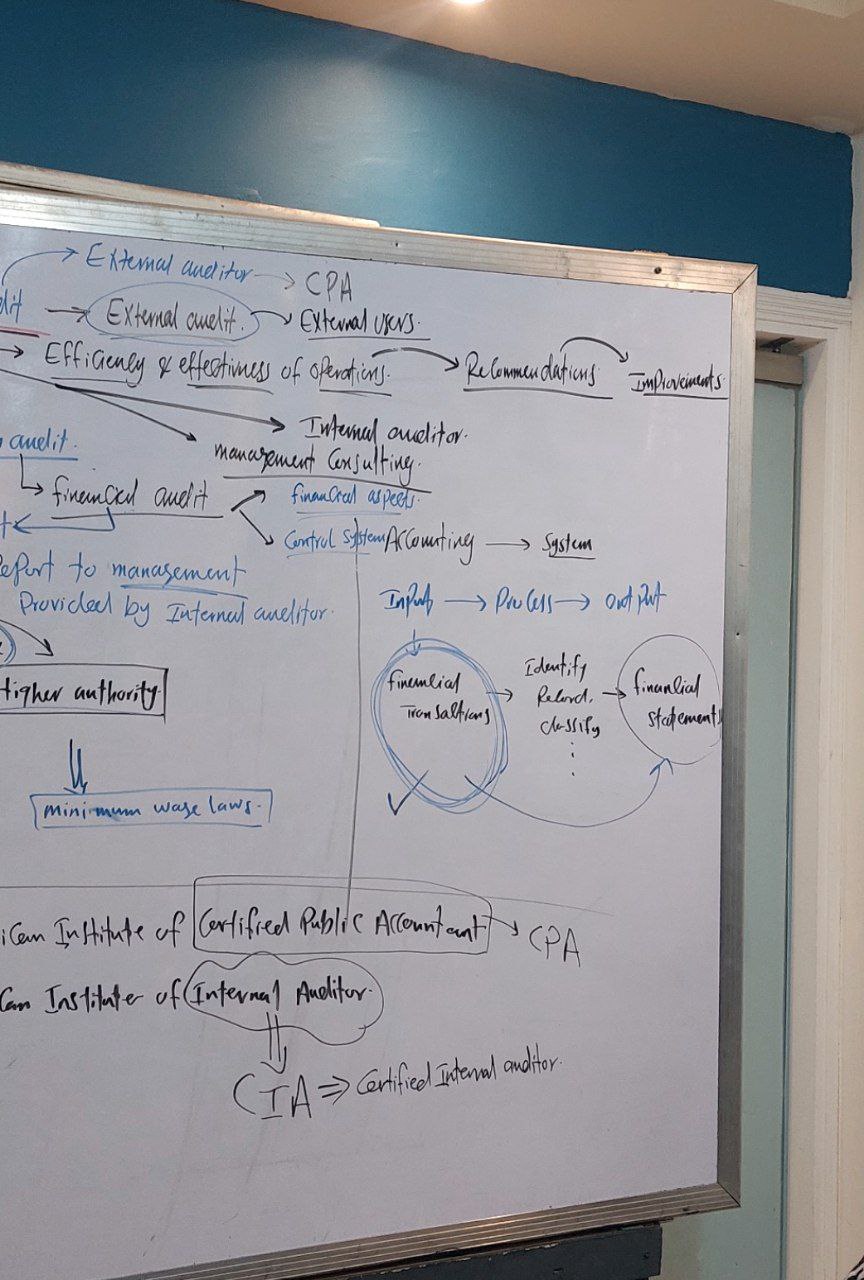 External auditor → CPA
dit → External audit. → External users.
→ Efficiency & effectivness of operations. → Recommendations → Improvements.
→ Internal auditor.
management Consulting.
audit.
→ financial audit → financial aspects.
Control System
Accounting → System
eport to management
Provided by Internal auditor.
Input → Process → output
Higher authority.
financial Transactions → Identify Record. classify ⋮ → financial statements
minimum wage laws.
ican Institute of Certified Public Accountant → CPA
can Institute of Internal Auditor.
CIA ⇒ Certified Internal auditor.